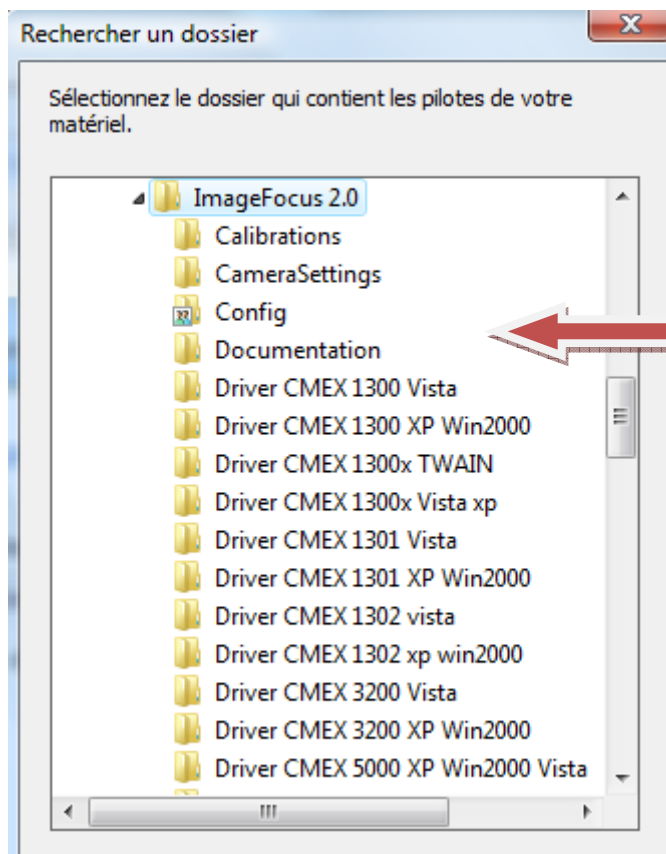 Rechercher un dossier
Sélectionnez le dossier qui contient les pilotes de votre
matériel.
ImageFocus 2.0
Calibrations
CameraSettings
Config
Documentation
Driver CMEX 1300 Vista
Driver CMEX 1300 XP Win2000
Driver CMEX 1300x TWAIN
Driver CMEX 1300x Vista xp
Driver CMEX 1301 Vista
Driver CMEX 1301 XP Win2000
Driver CMEX 1302 vista
Driver CMEX 1302 xp win2000
Driver CMEX 3200 Vista
Driver CMEX 3200 XP Win2000
Driver CMEX 5000 XP Win2000 Vista